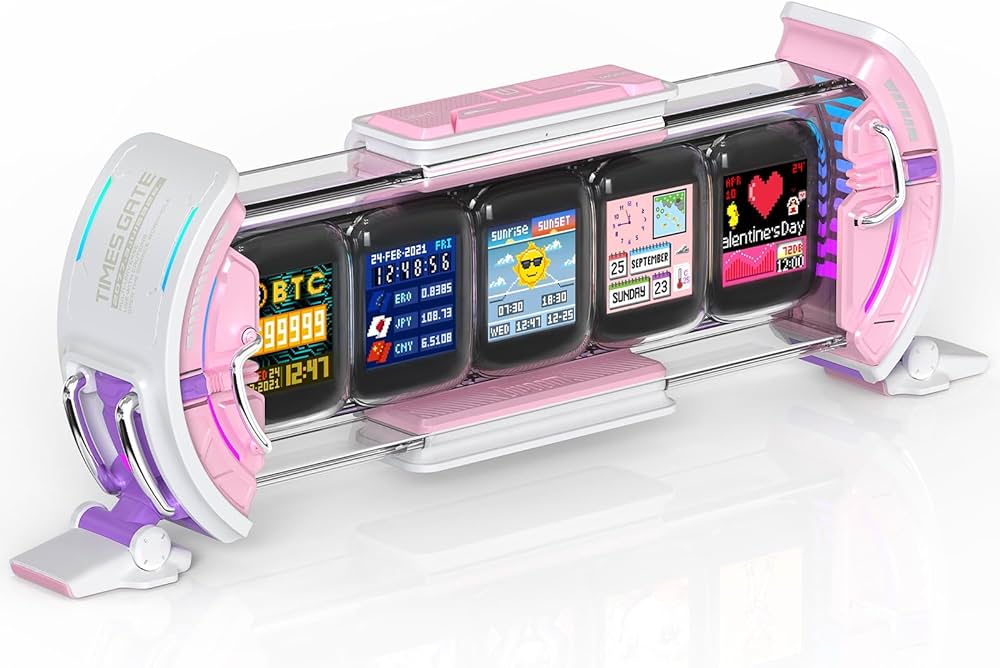 TIMES GATE
BTC
99999
24
2021
12:47
24-FEB-2021 FRI
12:48:56
ERO 0.8385
JPY 108.73
CNY 6.5108
sunrise SUNSET
07:30 18:30
WED 12:47 12-25
25 SEPTEMBER
SUNDAY 23
APR 24°
10
alentine's Day
72DB
12:00